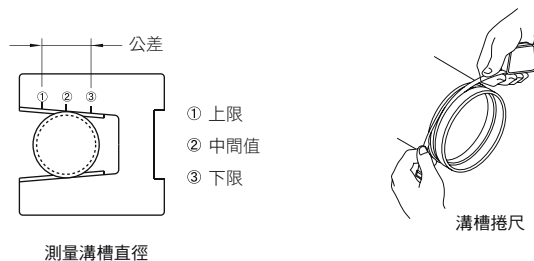 公差
① ② ③
① 上限
② 中間值
③ 下限
測量溝槽直徑
溝槽捲尺